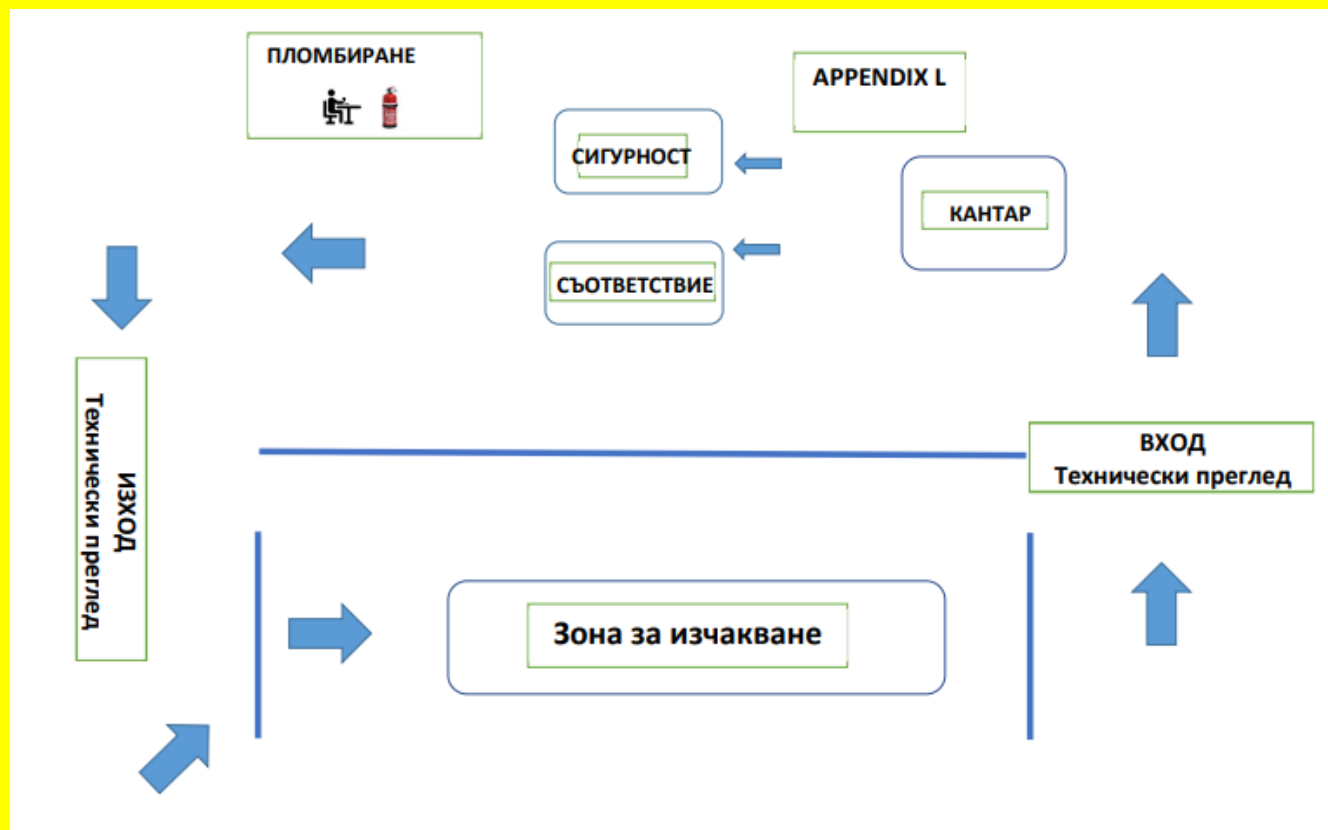 ПЛОМБИРАНЕ
APPENDIX L
СИГУРНОСТ
КАНТАР
СЪОТВЕТСТВИЕ
ИЗХОД
Технически преглед
ВХОД
Технически преглед
Зона за изчакване